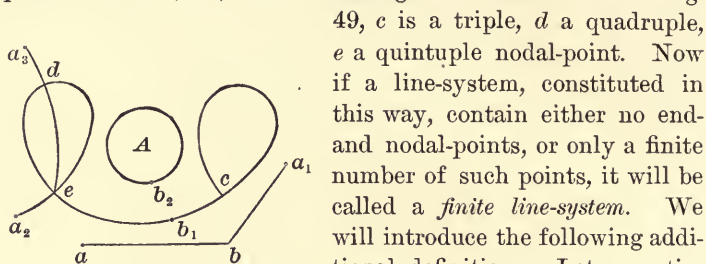 49, c is a triple, d a quadruple,
e a quintuple nodal-point. Now
if a line-system, constituted in
this way, contain either no end-
and nodal-points, or only a finite
number of such points, it will be
called a finite line-system. We
will introduce the following addi-
a₃
d
A
e
c
a₁
b₂
a₂
b₁
a
b